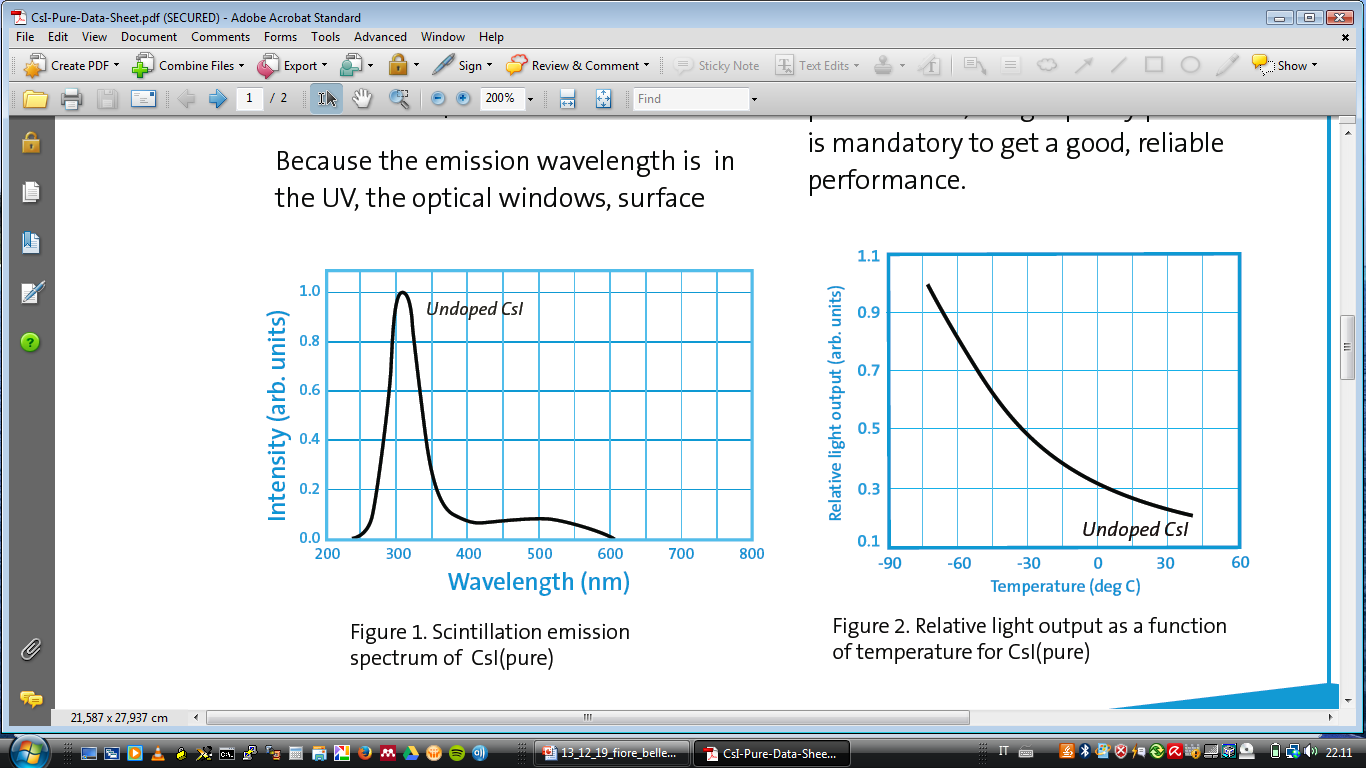 CsI-Pure-Data-Sheet.pdf (SECURED) - Adobe Acrobat Standard
File Edit View Document Comments Forms Tools Advanced Window Help
Create PDF Combine Files Export Sign Review & Comment Sticky Note Text Edits Show
1 / 2 200% Find
is mandatory to get a good, reliable
performance.
Because the emission wavelength is in
the UV, the optical windows, surface
Intensity (arb. units)
1.0
0.8
0.6
0.4
0.2
0.0
Undoped CsI
200 300 400 500 600 700 800
Wavelength (nm)
Figure 1. Scintillation emission
spectrum of CsI(pure)
Relative light output (arb. units)
1.1
0.9
0.7
0.5
0.3
0.1
Undoped CsI
-90 -60 -30 0 30 60
Temperature (deg C)
Figure 2. Relative light output as a function
of temperature for CsI(pure)
21,587 x 27,937 cm
13_12_19_fiore_belle... CsI-Pure-Data-Shee... IT 22.11